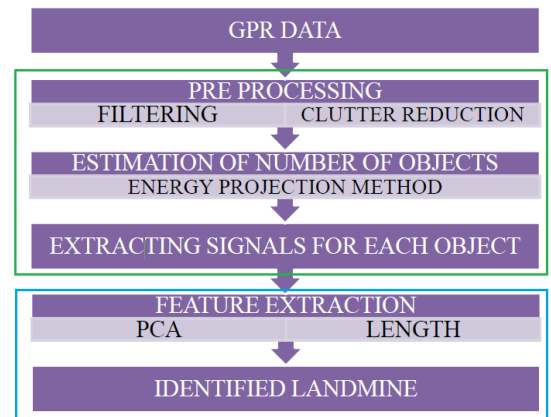 GPR DATA
PRE PROCESSING
FILTERING CLUTTER REDUCTION
ESTIMATION OF NUMBER OF OBJECTS
ENERGY PROJECTION METHOD
EXTRACTING SIGNALS FOR EACH OBJECT
FEATURE EXTRACTION
PCA LENGTH
IDENTIFIED LANDMINE